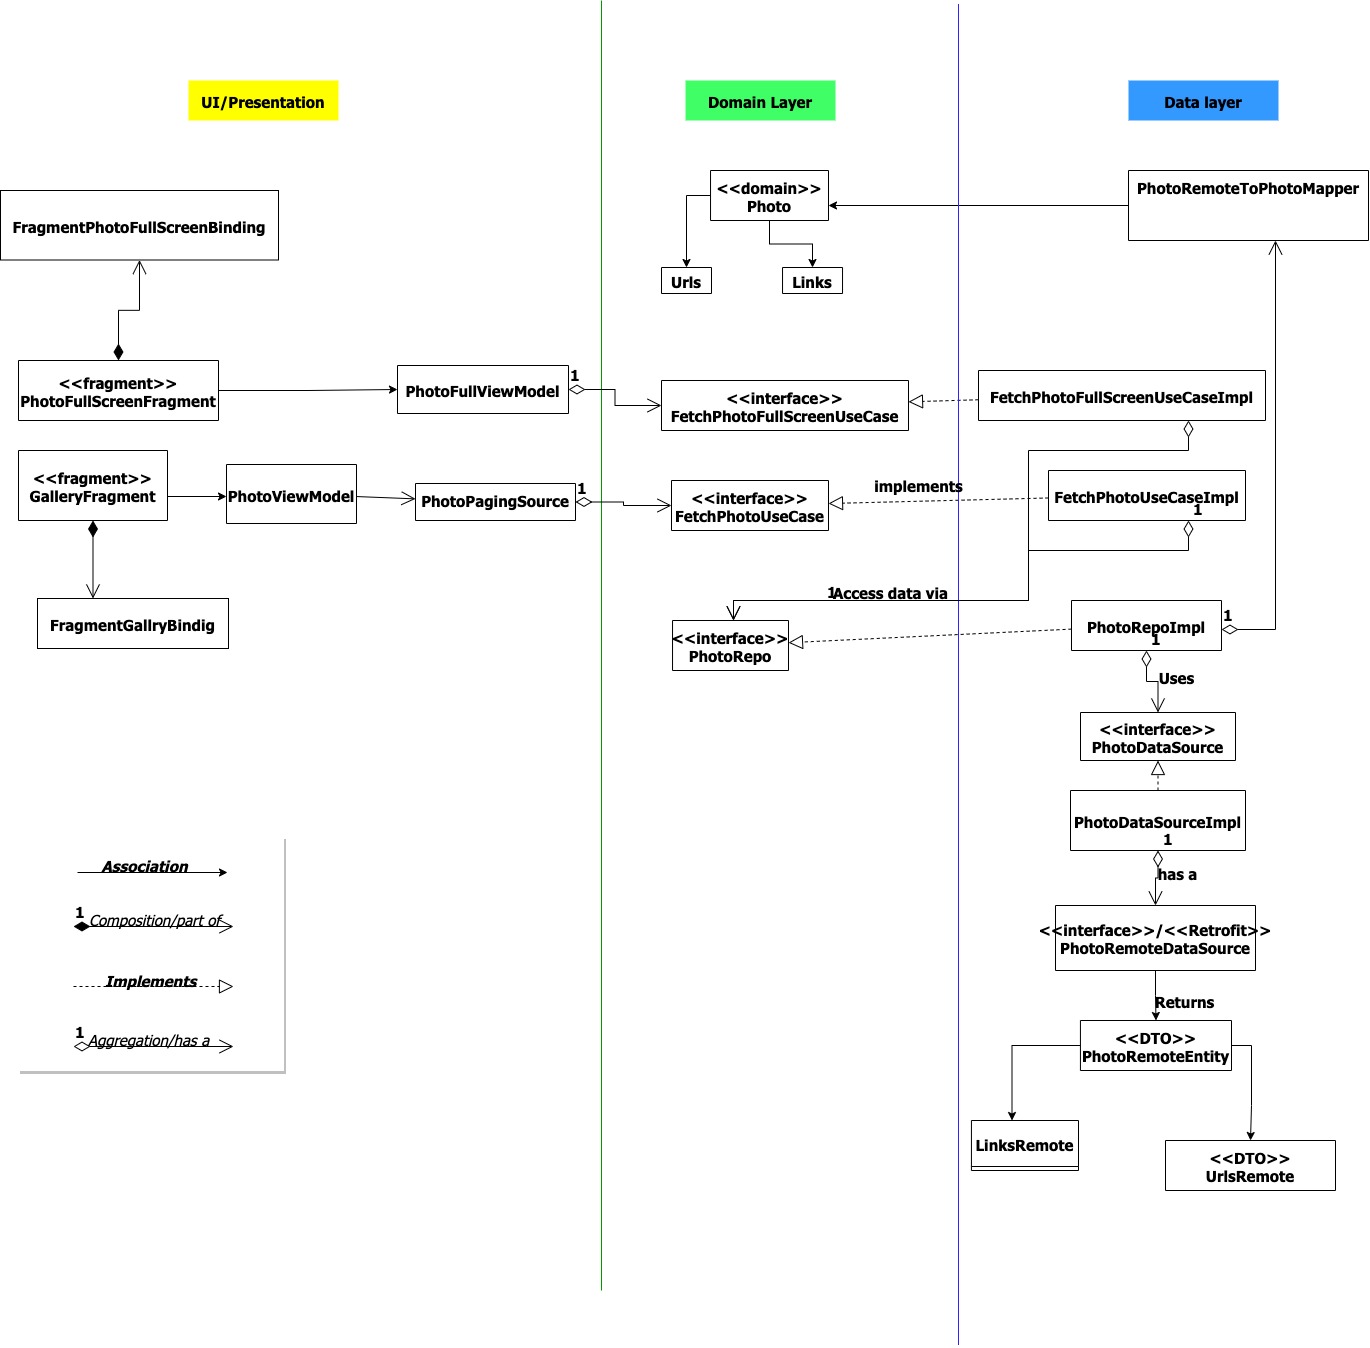 UI/Presentation
Domain Layer
Data layer
<<domain>>
Photo
PhotoRemoteToPhotoMapper
FragmentPhotoFullScreenBinding
Urls
Links
<<fragment>>
PhotoFullScreenFragment
PhotoFullViewModel
1
<<interface>>
FetchPhotoFullScreenUseCase
FetchPhotoFullScreenUseCaseImpl
<<fragment>>
GalleryFragment
PhotoViewModel
PhotoPagingSource
1
<<interface>>
FetchPhotoUseCase
implements
FetchPhotoUseCaseImpl
1
FragmentGallryBindig
1
Access data via
<<interface>>
PhotoRepo
PhotoRepoImpl
1
1
Uses
<<interface>>
PhotoDataSource
PhotoDataSourceImpl
1
has a
<<interface>>/<<Retrofit>>
PhotoRemoteDataSource
Returns
<<DTO>>
PhotoRemoteEntity
LinksRemote
<<DTO>>
UrlsRemote
Association
1
Composition/part of
Implements
1
Aggregation/has a